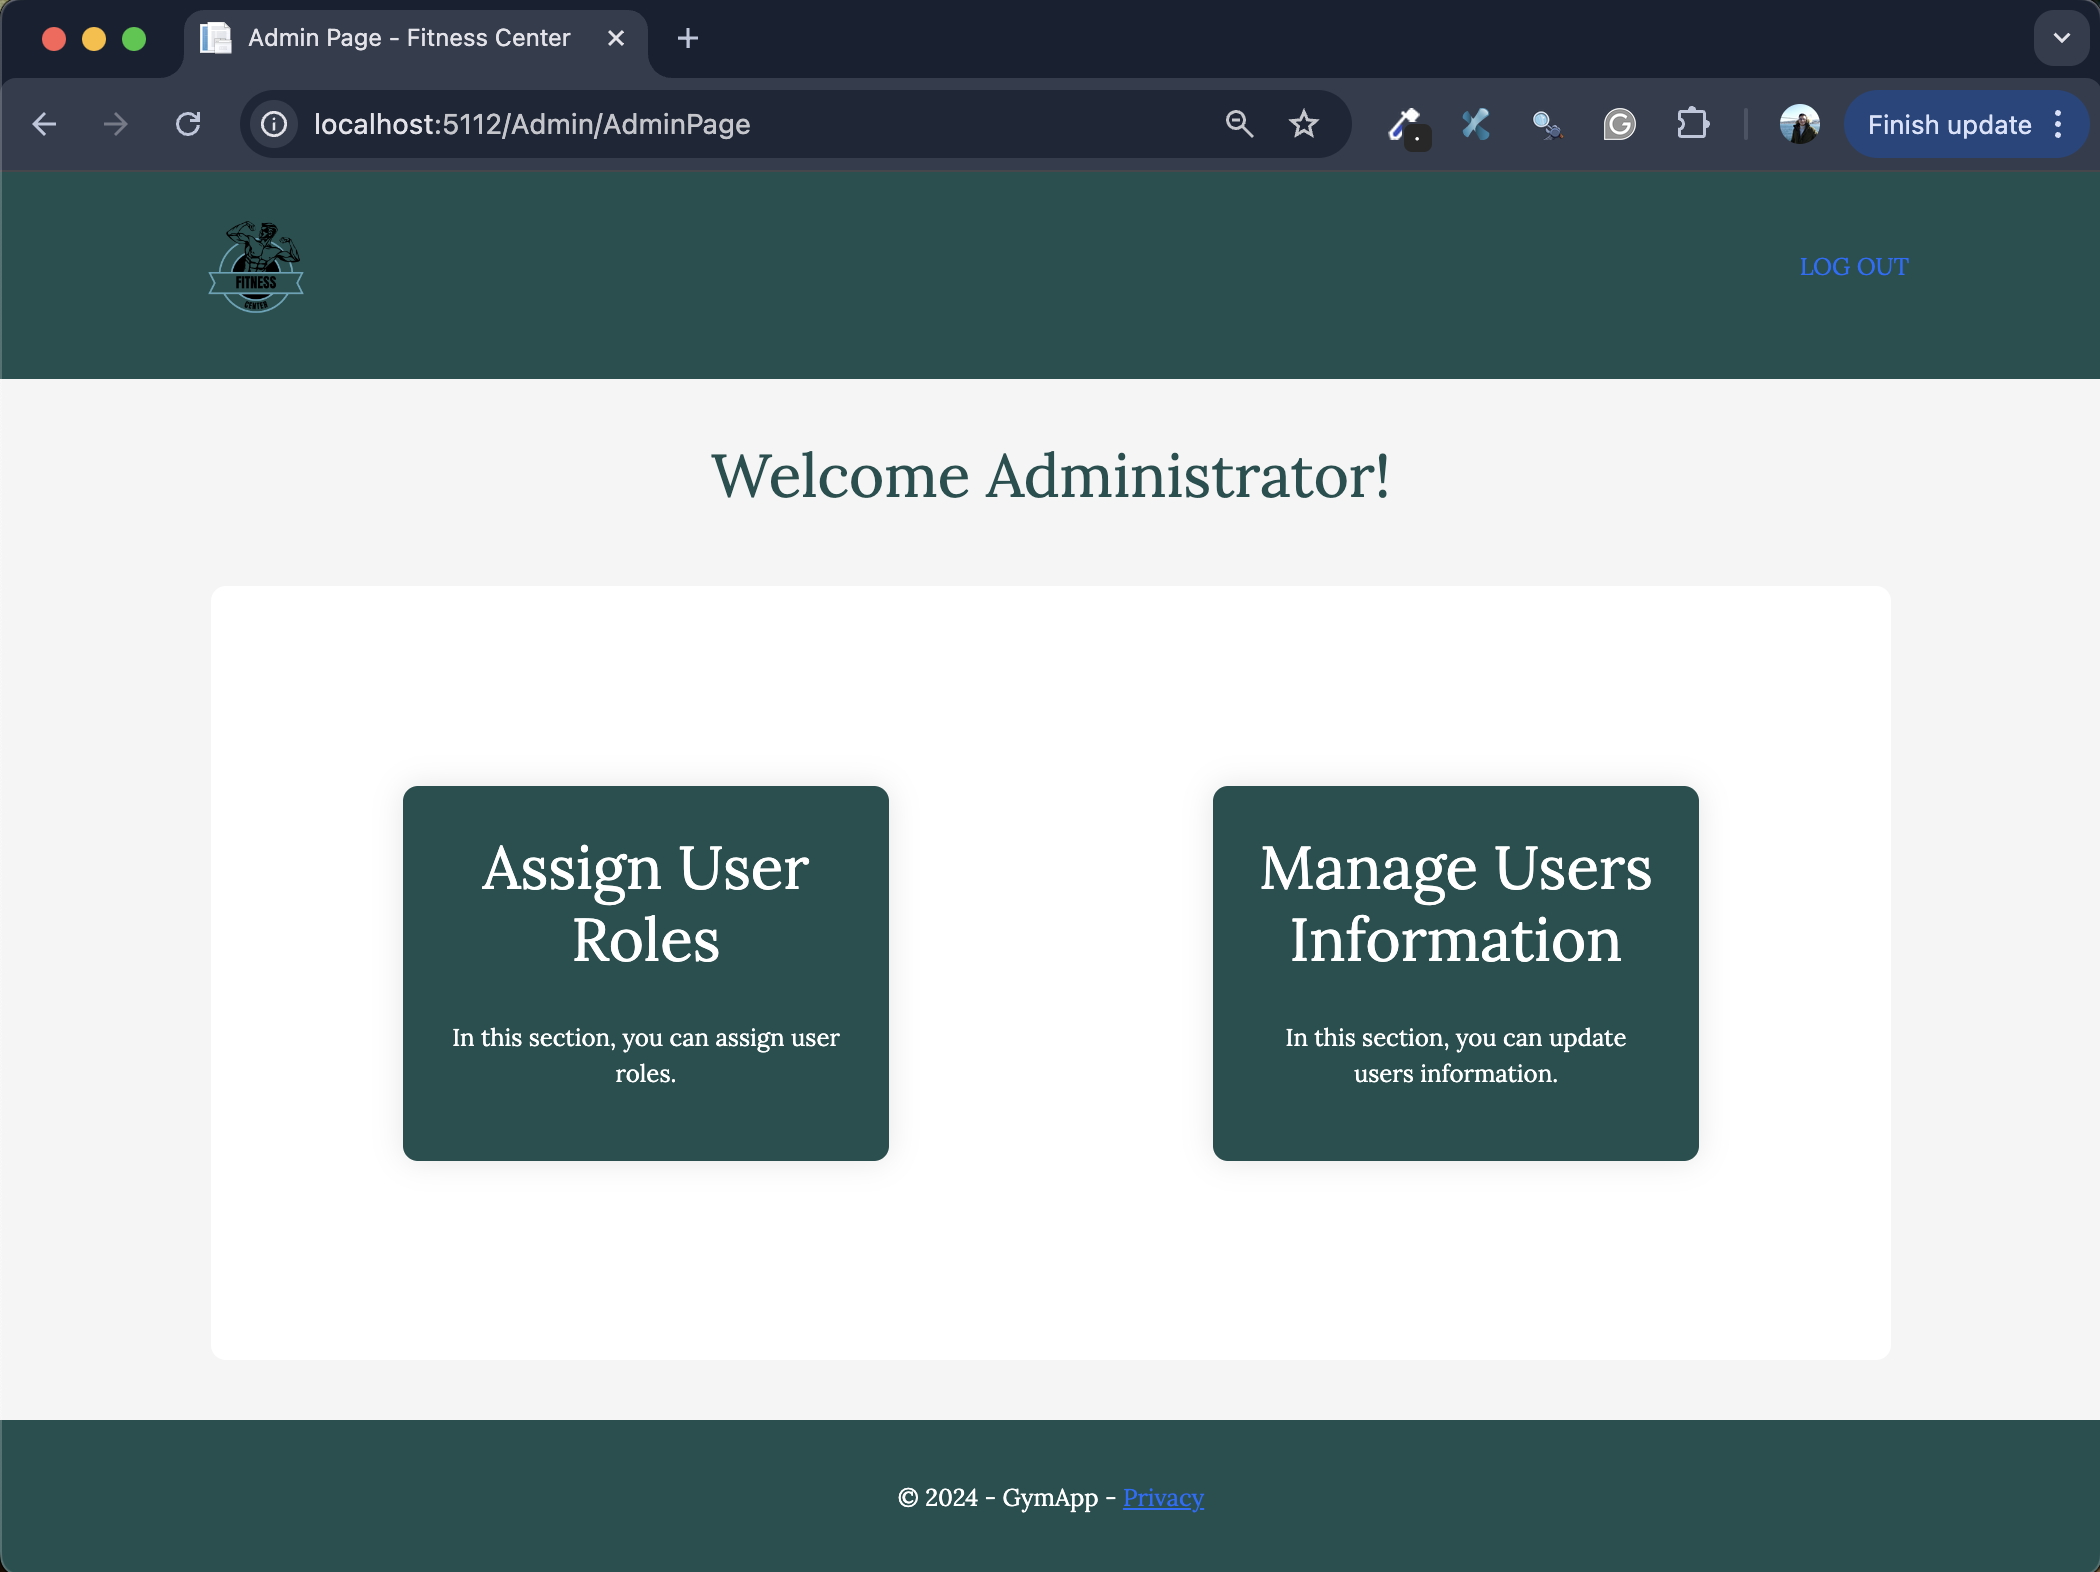 Admin Page - Fitness Center
localhost:5112/Admin/AdminPage
Finish update
FITNESS
CENTER
LOG OUT
Welcome Administrator!
Assign User
Roles
In this section, you can assign user
roles.
Manage Users
Information
In this section, you can update
users information.
© 2024 - GymApp - Privacy